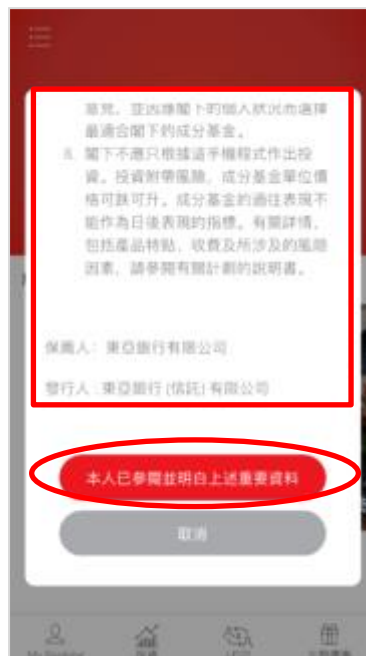 意見，並因應閣下的個人狀況而選擇
最適合閣下的成分基金。
8. 閣下不應只根據這手機程式作出投
資。投資附帶風險，成分基金單位價
格可跌可升。成分基金的過往表現不
能作為日後表現的指標。有關詳情，
包括產品特點、收費及所涉及的風險
因素，請參閱有關計劃的說明書。
保薦人：東亞銀行有限公司
發行人：東亞銀行 (信託) 有限公司
本人已參閱並明白上述重要資料
取消